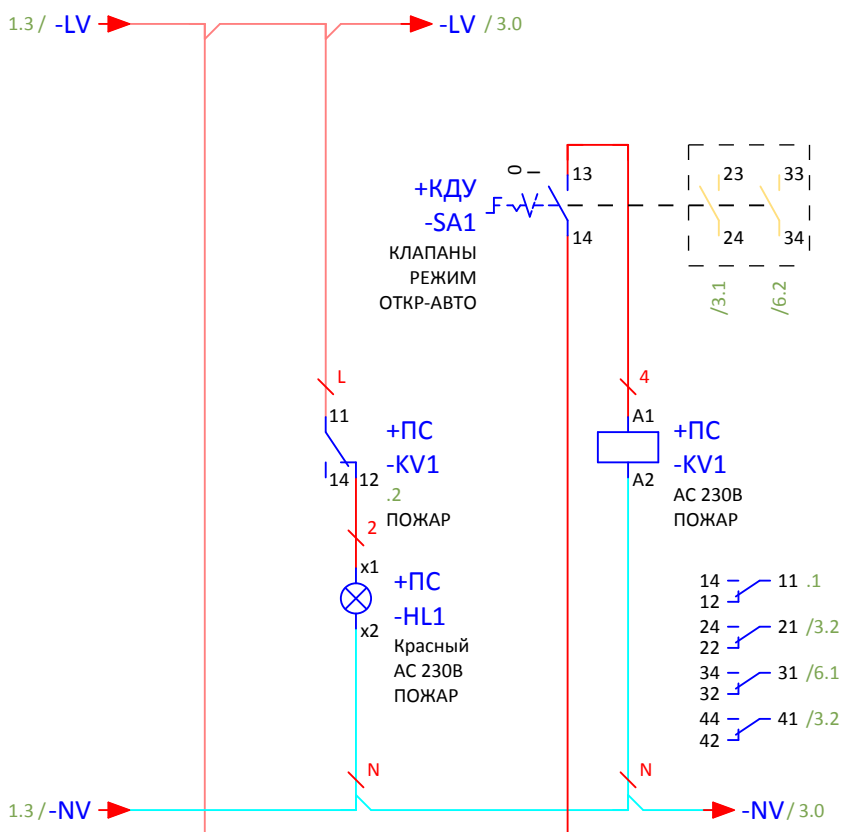 1.3 / -LV
-LV / 3.0
0
I
+КДУ
-SA1
КЛАПАНЫ
РЕЖИМ
ОТКР-АВТО
13
14
23
33
24
34
/3.1
/6.2
L
11
+ПС
-KV1
14
12
.2
ПОЖАР
2
x1
+ПС
-HL1
x2
Красный
AC 230В
ПОЖАР
N
4
A1
+ПС
-KV1
A2
AC 230В
ПОЖАР
14 11 .1
12
24 21 /3.2
22
34 31 /6.1
32
44 41 /3.2
42
N
1.3 / -NV
-NV / 3.0